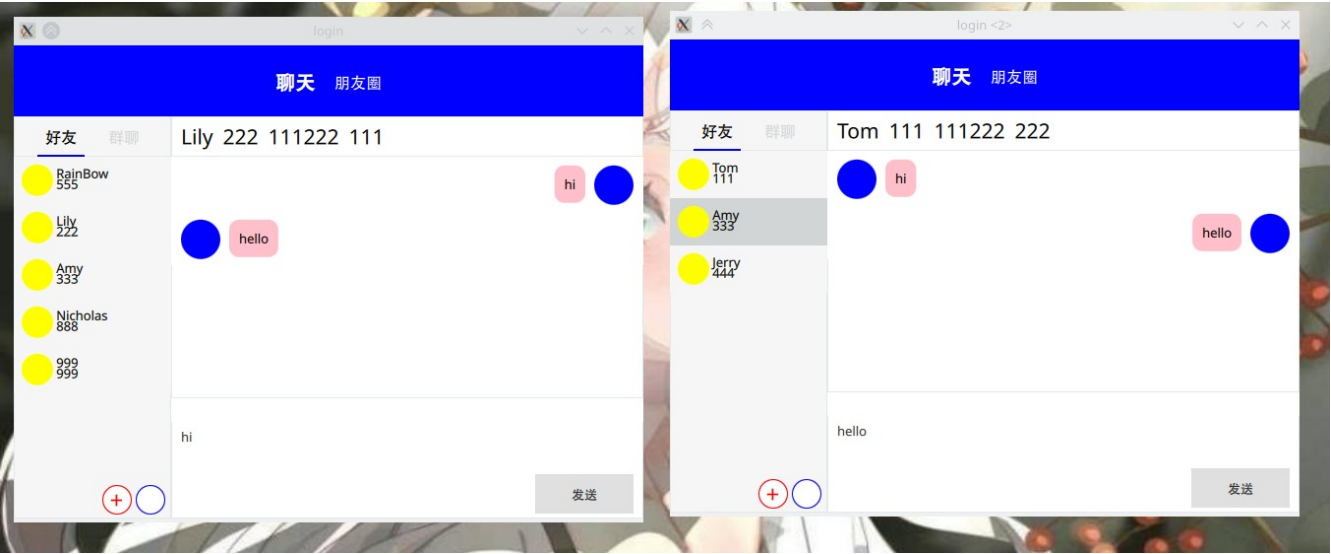 login
聊天 朋友圈
好友 群聊
Lily 222 111222 111
RainBow
555
Lily
222
Amy
333
Nicholas
888
999
999
hi
hello
hi
+
发送
login <2>
聊天 朋友圈
好友 群聊
Tom 111 111222 222
Tom
111
Amy
333
Jerry
444
hi
hello
hello
+
发送